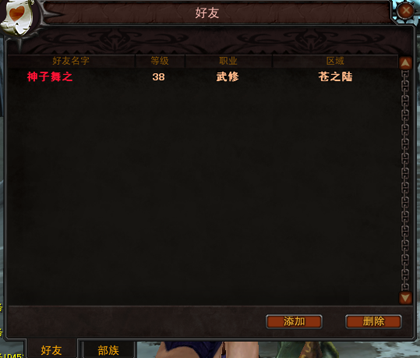 好友
好友名字 等级 职业 区域
神子舞之 38 武修 苍之陆
添加 删除
好友 部族